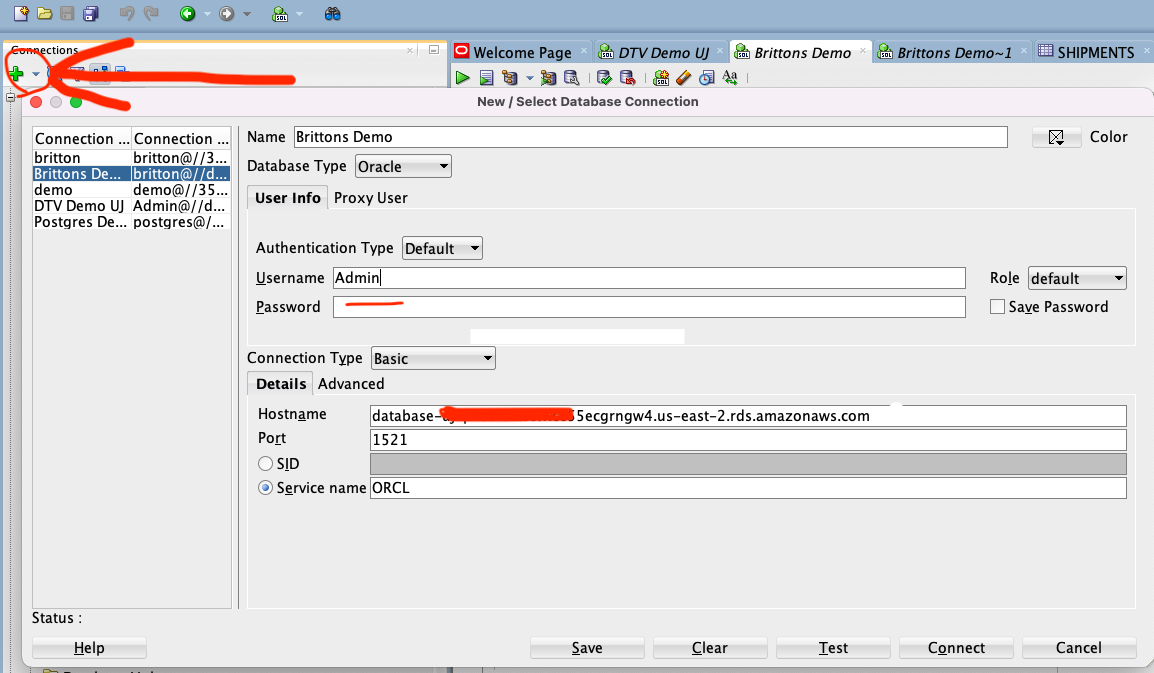 Connections
Welcome Page
DTV Demo UJ
Brittons Demo
Brittons Demo~1
SHIPMENTS
New / Select Database Connection
Connection ... Connection ...
britton britton@//3...
Brittons De... britton@//d...
demo demo@//35...
DTV Demo UJ Admin@//d...
Postgres De... postgres@/...
Name Brittons Demo
Color
Database Type Oracle
User Info Proxy User
Authentication Type Default
Username Admin
Role default
Password
Save Password
Connection Type Basic
Details Advanced
Hostname database- 5ecgrngw4.us-east-2.rds.amazonaws.com
Port 1521
SID
Service name ORCL
Status :
Help Save Clear Test Connect Cancel